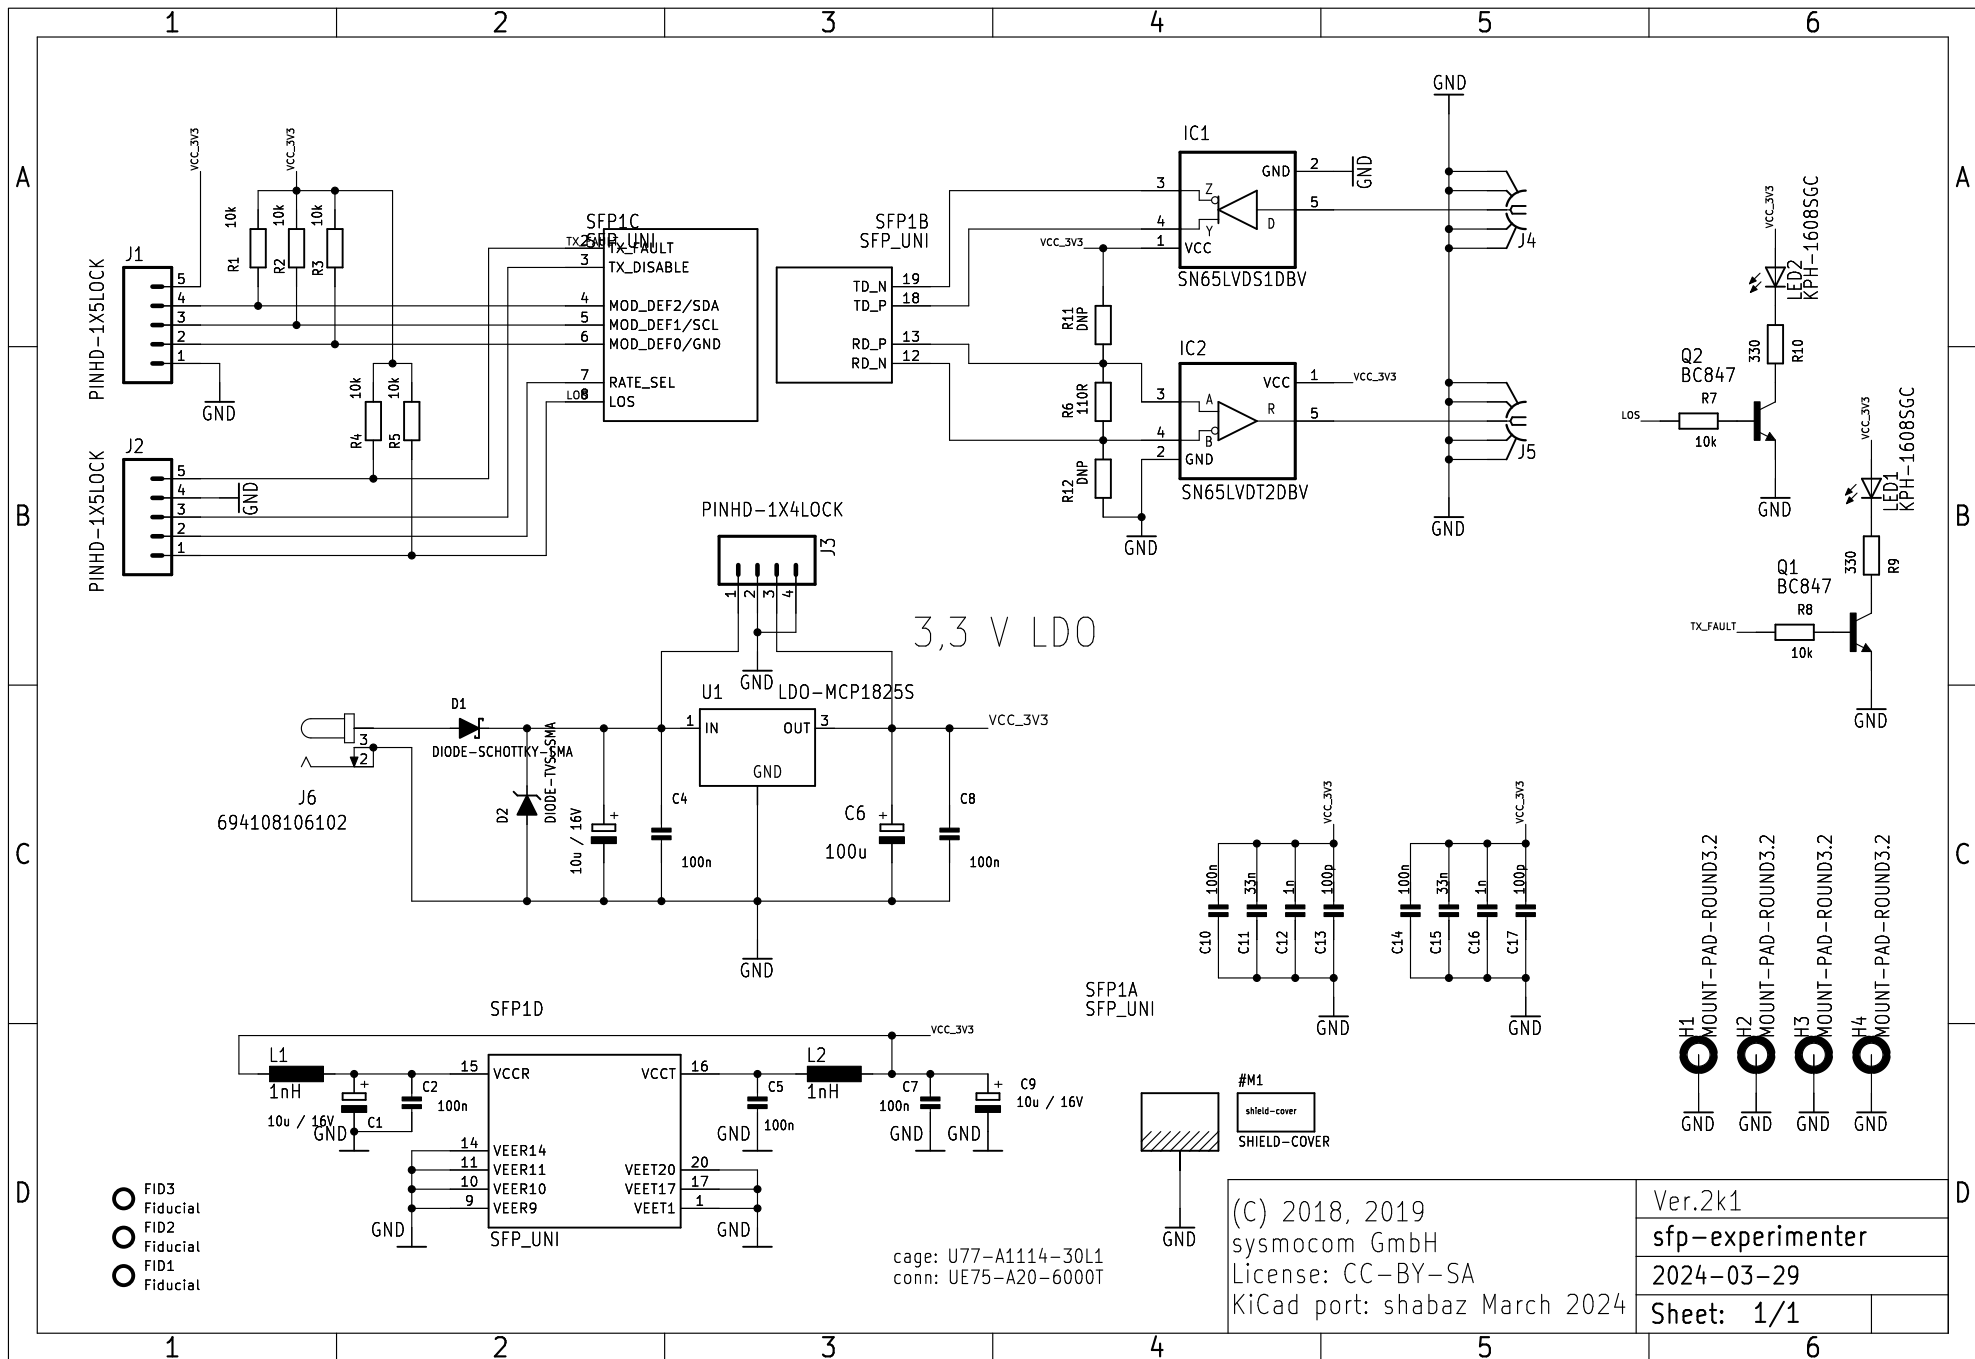 1 2 3 4 5 6
A
B
C
D
A
B
C
D
1 2 3 4 5 6
VCC_3V3
VCC_3V3
10k
10k
10k
R1
R2
R3
J1
PINHD-1X5LOCK
5
4
3
2
1
GND
10k
10k
R4
R5
J2
PINHD-1X5LOCK
5
4
3
2
1
GND
SFP1C
SFP_UNI
TX_FAULT
2
TX_FAULT
3
TX_DISABLE
4
MOD_DEF2/SDA
5
MOD_DEF1/SCL
6
MOD_DEF0/GND
7
RATE_SEL
LOS
8
LOS
SFP1B
SFP_UNI
TD_N
19
TD_P
18
RD_P
13
RD_N
12
IC1
GND
2
GND
3
Z
4
Y
D
5
VCC_3V3
1
VCC
SN65LVDS1DBV
R11
DNP
R6
110R
R12
DNP
IC2
VCC
1
VCC_3V3
3
A
R
5
4
B
2
GND
SN65LVDT2DBV
GND
GND
J4
J5
GND
VCC_3V3
LED2
KPH-1608SGC
330
R10
Q2
BC847
R7
LOS
10k
GND
VCC_3V3
LED1
KPH-1608SGC
330
R9
Q1
BC847
R8
TX_FAULT
10k
GND
PINHD-1X4LOCK
J3
1
2
3
4
GND
3,3 V LDO
U1
LDO-MCP1825S
1
IN
OUT
3
GND
VCC_3V3
D1
DIODE-SCHOTTKY-SMA
3
2
J6
694108106102
D2
DIODE-TVS-SMA
10u / 16V
+
C4
100n
C6
+
100u
C8
100n
GND
VCC_3V3
100n
33n
1n
100p
C10
C11
C12
C13
GND
VCC_3V3
100n
33n
1n
100p
C14
C15
C16
C17
GND
H1
MOUNT-PAD-ROUND3.2
H2
MOUNT-PAD-ROUND3.2
H3
MOUNT-PAD-ROUND3.2
H4
MOUNT-PAD-ROUND3.2
GND
GND
GND
GND
SFP1D
VCC_3V3
L1
1nH
+
10u / 16V
C1
GND
C2
100n
15
VCCR
VCCT
16
14
VEER14
11
VEER11
10
VEER10
9
VEER9
VEET20
20
VEET17
17
VEET1
1
GND
SFP_UNI
GND
C5
100n
GND
L2
1nH
C7
100n
GND
+
C9
10u / 16V
GND
SFP1A
SFP_UNI
#M1
shield-cover
SHIELD-COVER
GND
FID3
Fiducial
FID2
Fiducial
FID1
Fiducial
cage: U77-A1114-30L1
conn: UE75-A20-6000T
(C) 2018, 2019
sysmocom GmbH
License: CC-BY-SA
KiCad port: shabaz March 2024
Ver.2k1
sfp-experimenter
2024-03-29
Sheet: 1/1